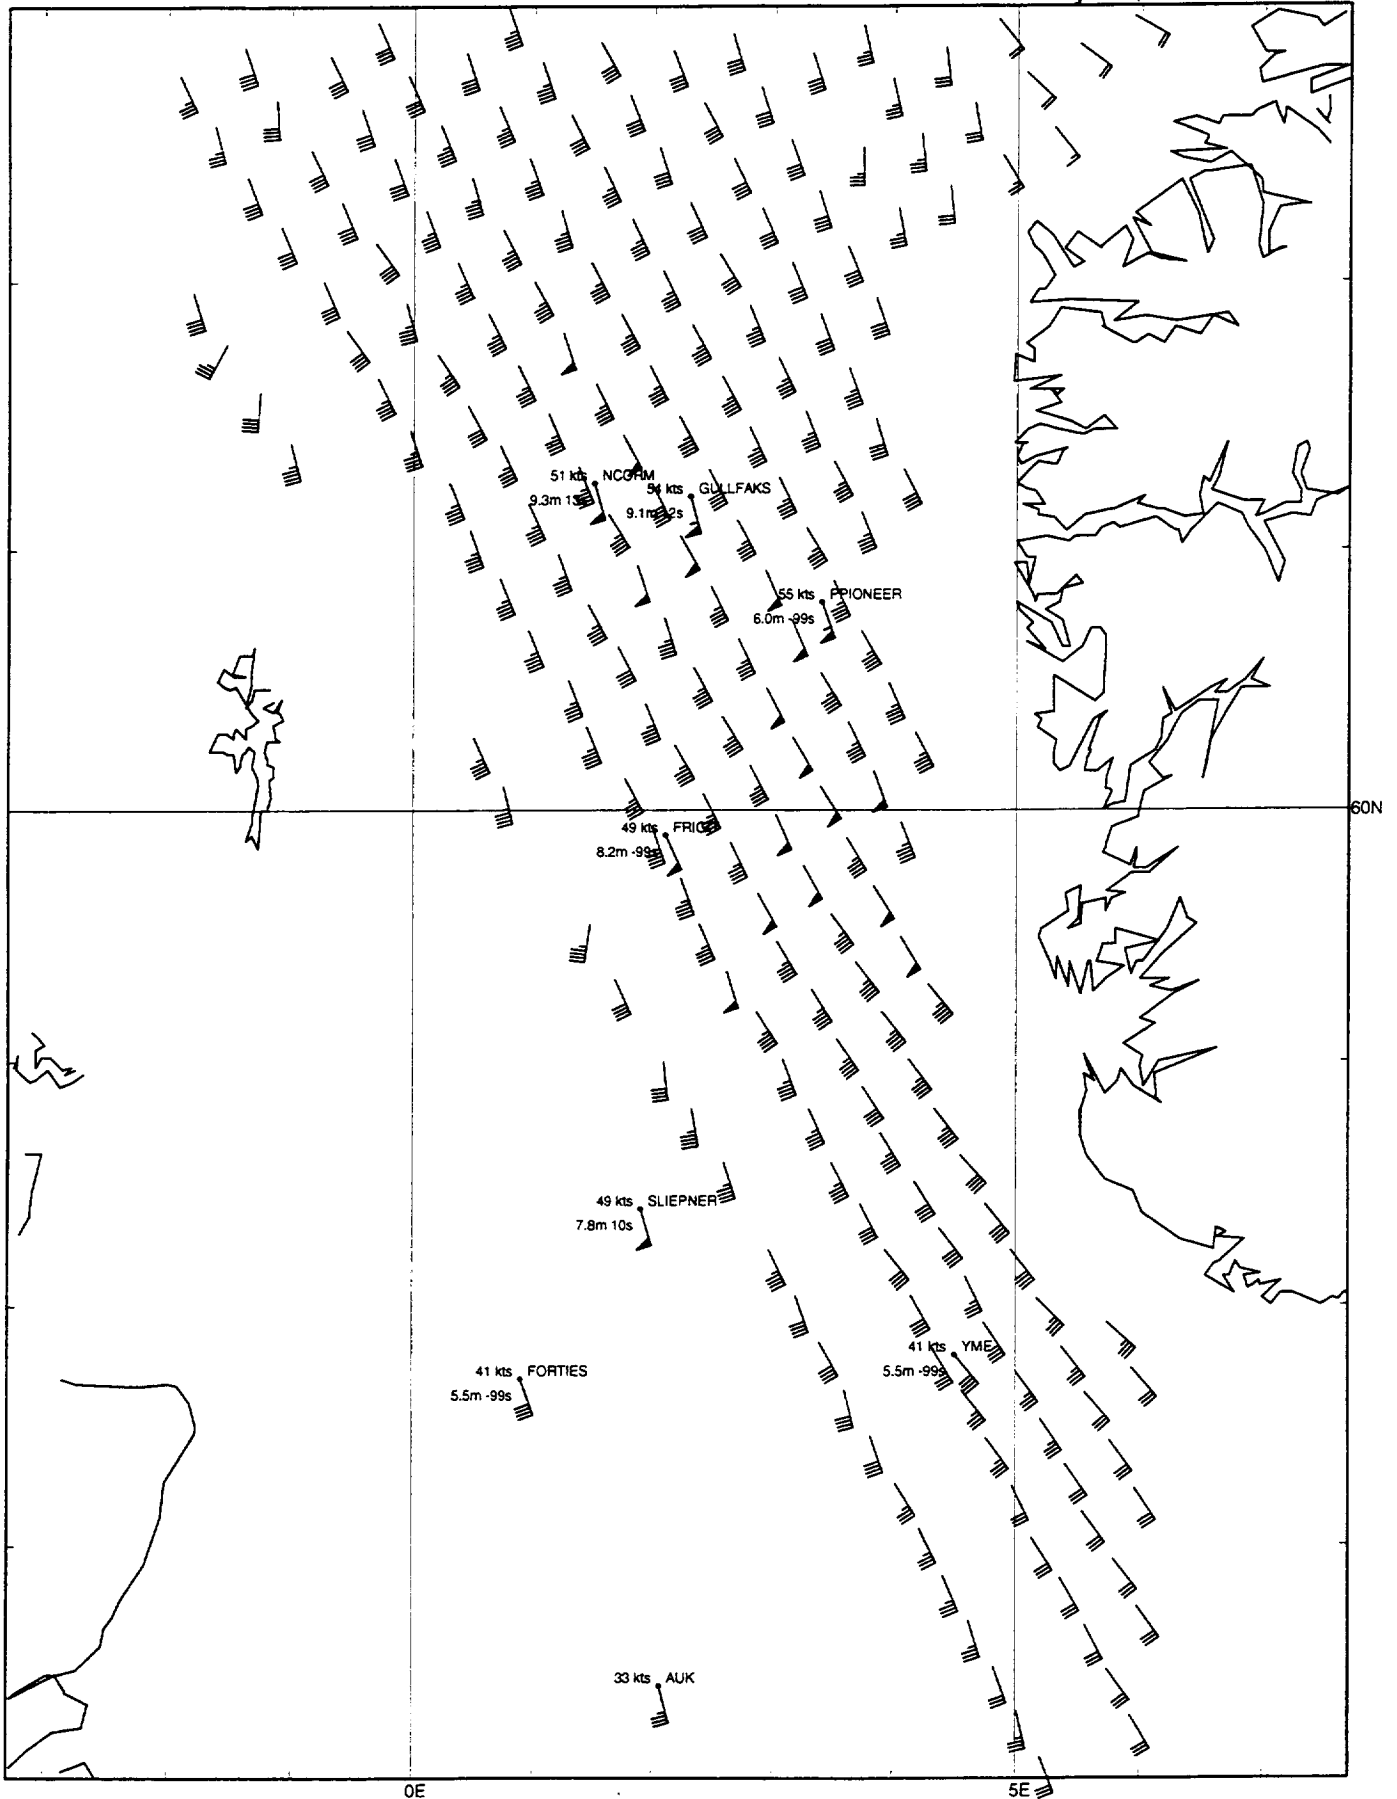 51 kts NCORM
54 kts GULLFAKS
9.3m 13s
9.1m 12s
55 kts FPIONEER
6.0m -99s
60N
49 kts FRIGG
8.2m -99s
49 kts SLIEPNER
7.8m 10s
41 kts YME
5.5m -99s
41 kts FORTIES
5.5m -99s
33 kts AUK
0E
5E